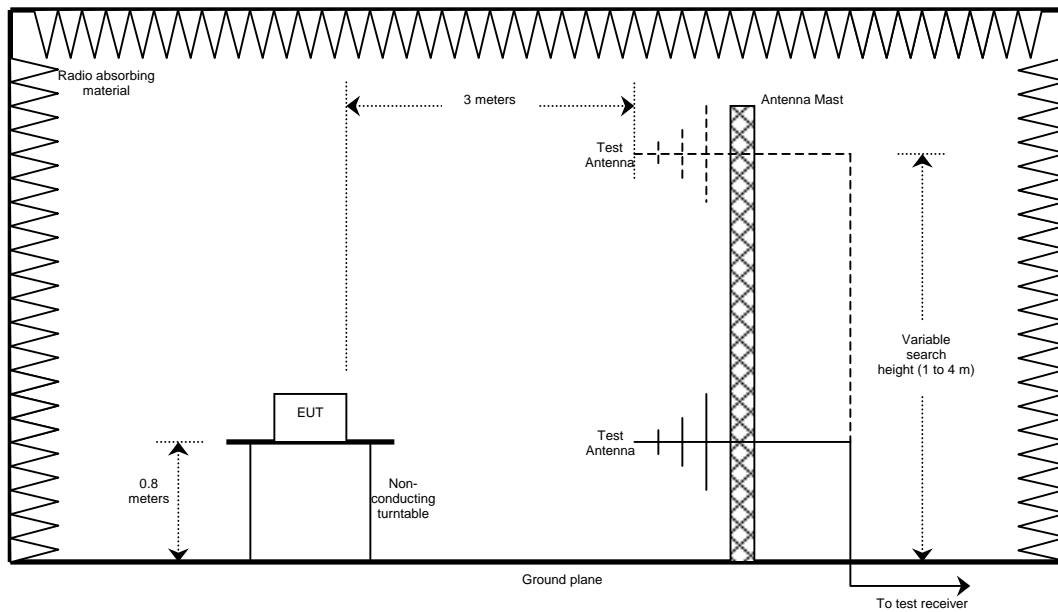 Radio absorbing
material
3 meters
Antenna Mast
Test
Antenna
Variable
search
height (1 to 4 m)
EUT
Test
Antenna
0.8
meters
Non-
conducting
turntable
Ground plane
To test receiver